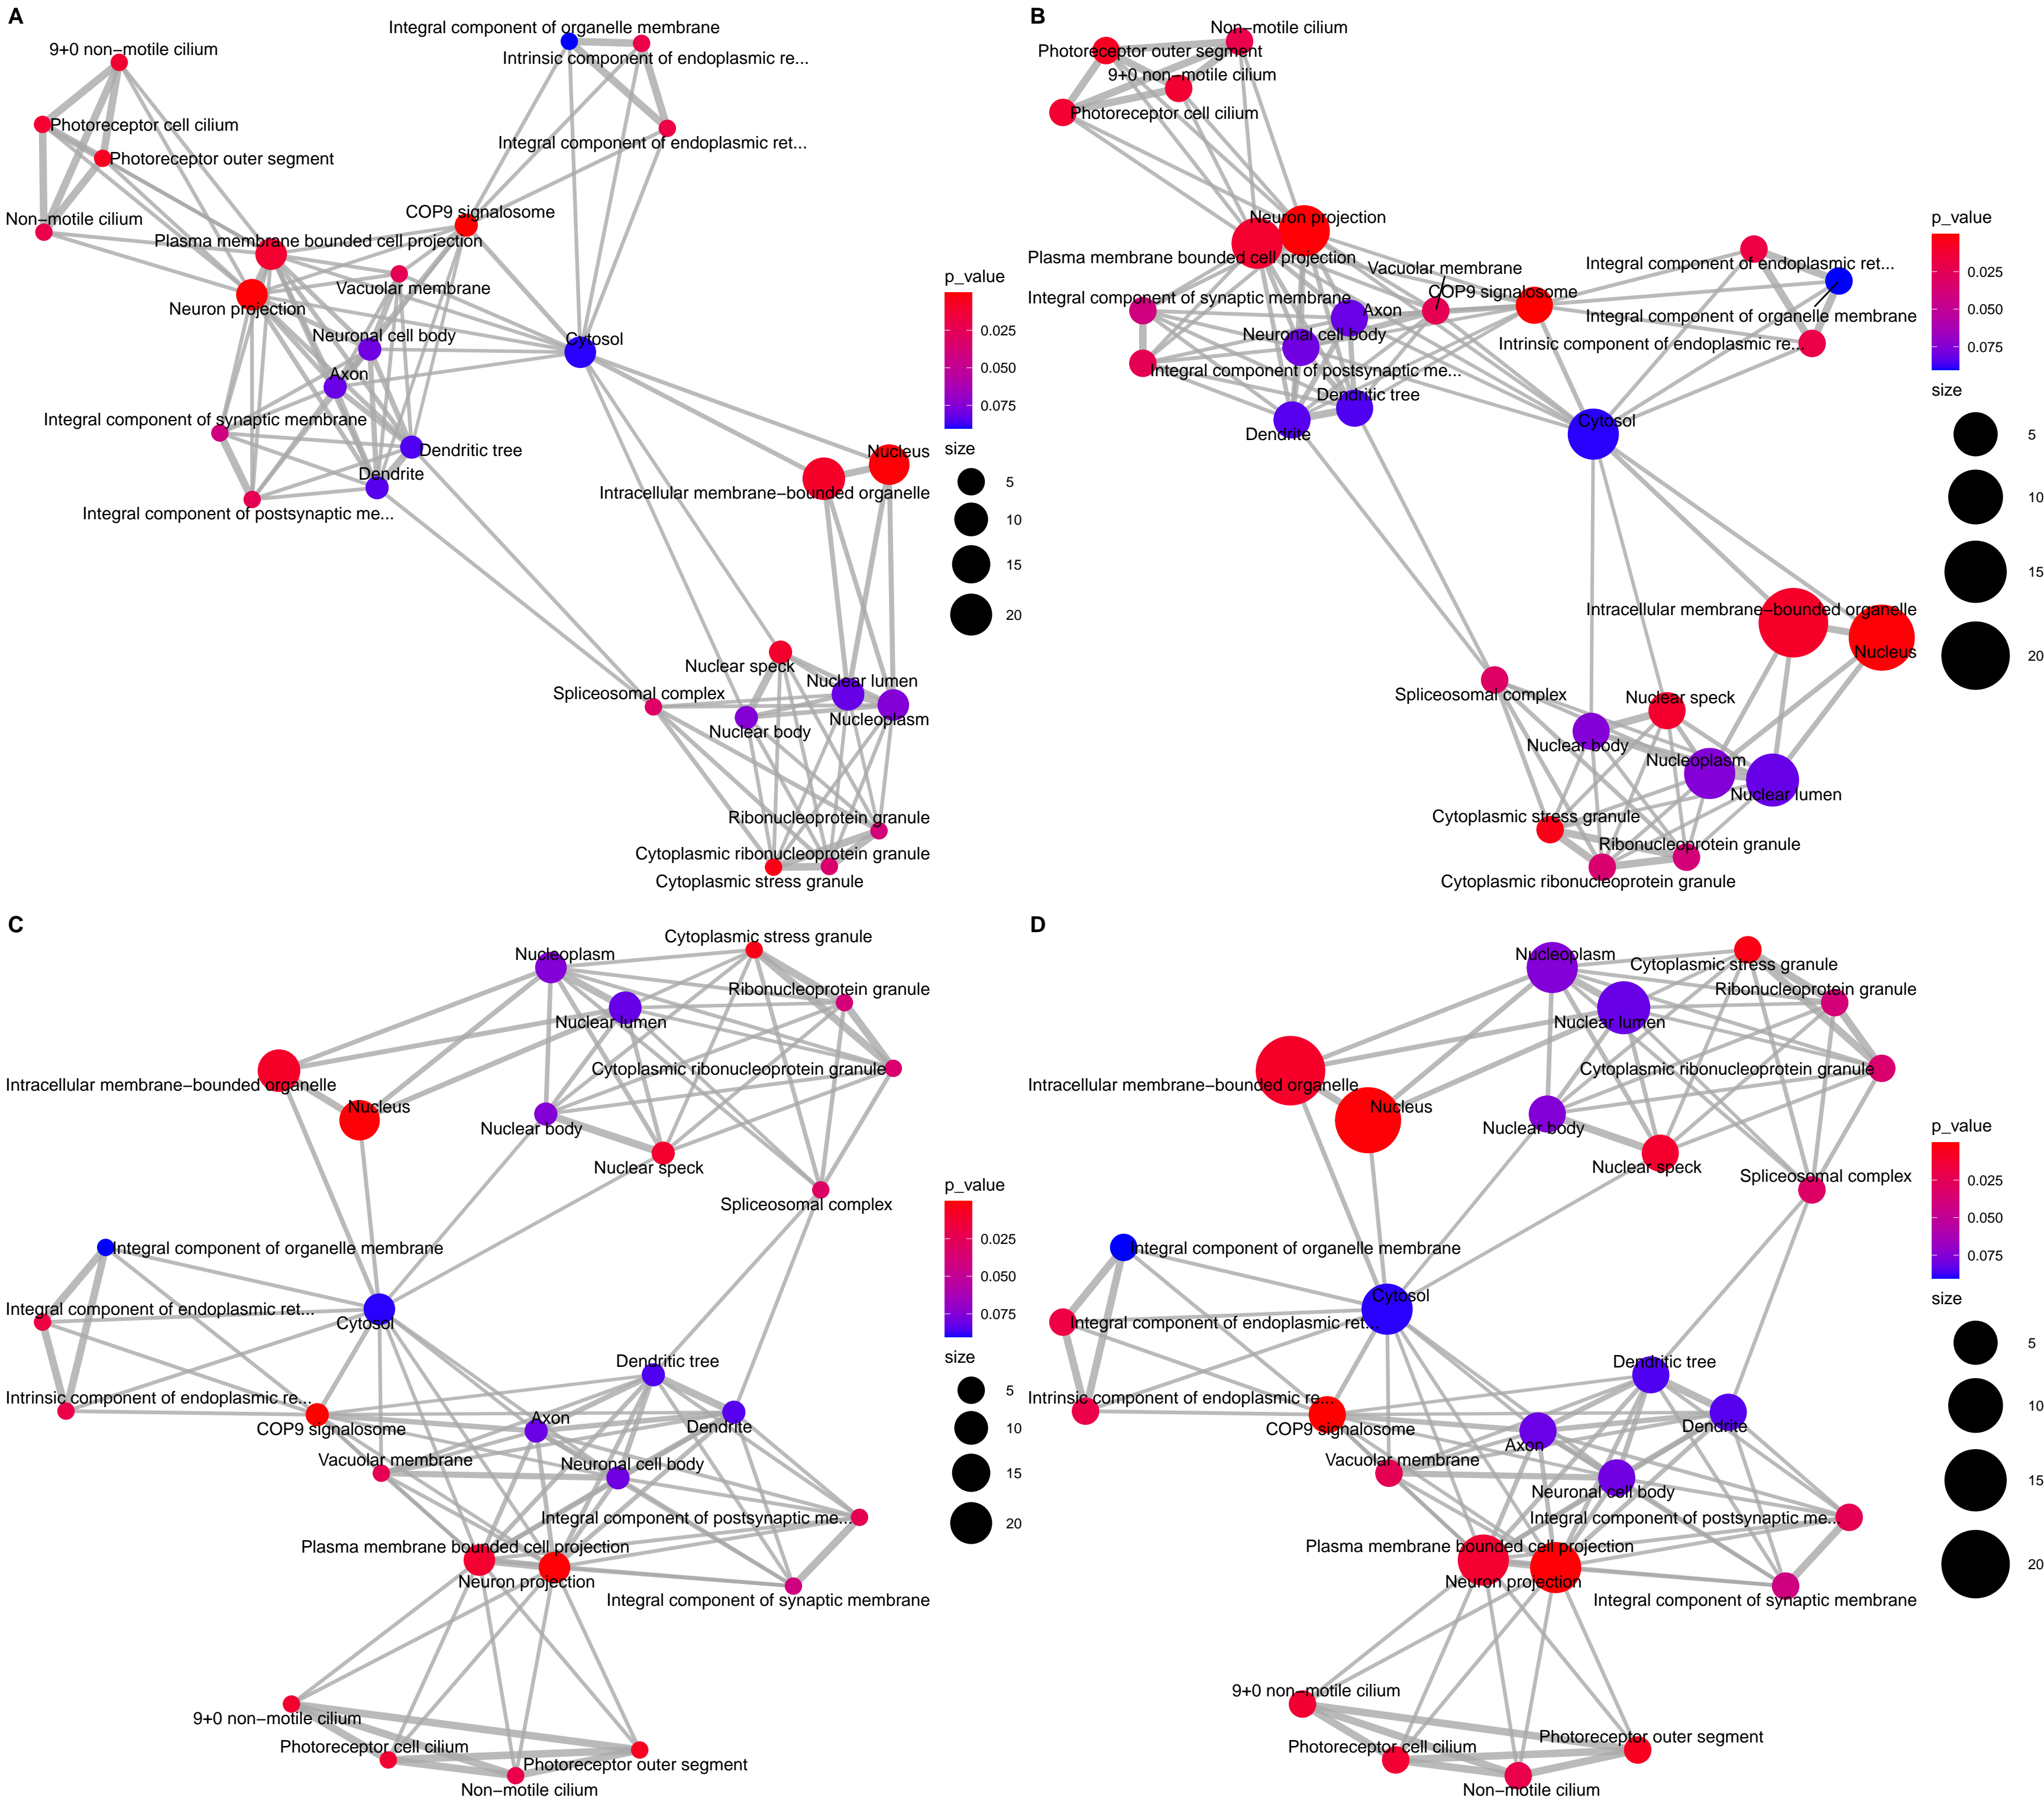 A
Integral component of organelle membrane
9+0 non−motile cilium
Intrinsic component of endoplasmic re...
Photoreceptor cell cilium
Integral component of endoplasmic ret...
Photoreceptor outer segment
Non−motile cilium
COP9 signalosome
Plasma membrane bounded cell projection
Vacuolar membrane
Neuron projection
Neuronal cell body
Cytosol
Axon
Integral component of synaptic membrane
Dendritic tree
Nucleus
Dendrite
Intracellular membrane−bounded organelle
Integral component of postsynaptic me...
Nuclear speck
Nuclear lumen
Spliceosomal complex
Nucleoplasm
Nuclear body
Ribonucleoprotein granule
Cytoplasmic ribonucleoprotein granule
Cytoplasmic stress granule
p_value
0.025
0.050
0.075
size
5
10
15
20
B
Non−motile cilium
Photoreceptor outer segment
9+0 non−motile cilium
Photoreceptor cell cilium
Neuron projection
Plasma membrane bounded cell projection
Vacuolar membrane
Integral component of endoplasmic ret...
Integral component of synaptic membrane
COP9 signalosome
Axon
Integral component of organelle membrane
Neuronal cell body
Intrinsic component of endoplasmic re...
Integral component of postsynaptic me...
Dendritic tree
Cytosol
Dendrite
Intracellular membrane−bounded organelle
Nucleus
Spliceosomal complex
Nuclear speck
Nuclear body
Nucleoplasm
Nuclear lumen
Cytoplasmic stress granule
Ribonucleoprotein granule
Cytoplasmic ribonucleoprotein granule
p_value
0.025
0.050
0.075
size
5
10
15
20
C
Cytoplasmic stress granule
Nucleoplasm
Ribonucleoprotein granule
Nuclear lumen
Cytoplasmic ribonucleoprotein granule
Intracellular membrane−bounded organelle
Nucleus
Nuclear body
Nuclear speck
Spliceosomal complex
Integral component of organelle membrane
Integral component of endoplasmic ret...
Cytosol
Dendritic tree
Intrinsic component of endoplasmic re...
Axon
COP9 signalosome
Dendrite
Vacuolar membrane
Neuronal cell body
Integral component of postsynaptic me...
Plasma membrane bounded cell projection
Neuron projection
Integral component of synaptic membrane
9+0 non−motile cilium
Photoreceptor cell cilium
Photoreceptor outer segment
Non−motile cilium
p_value
0.025
0.050
0.075
size
5
10
15
20
D
Nucleoplasm
Cytoplasmic stress granule
Ribonucleoprotein granule
Nuclear lumen
Cytoplasmic ribonucleoprotein granule
Intracellular membrane−bounded organelle
Nucleus
Nuclear body
Nuclear speck
Spliceosomal complex
Integral component of organelle membrane
Cytosol
Integral component of endoplasmic ret...
Dendritic tree
Intrinsic component of endoplasmic re...
COP9 signalosome
Dendrite
Axon
Vacuolar membrane
Neuronal cell body
Integral component of postsynaptic me...
Plasma membrane bounded cell projection
Neuron projection
Integral component of synaptic membrane
9+0 non−motile cilium
Photoreceptor outer segment
Photoreceptor cell cilium
Non−motile cilium
p_value
0.025
0.050
0.075
size
5
10
15
20